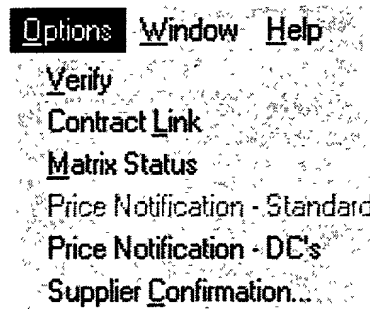 Options Window Help
Verify
Contract Link
Matrix Status
Price Notification - Standard
Price Notification - DC's
Supplier Confirmation...